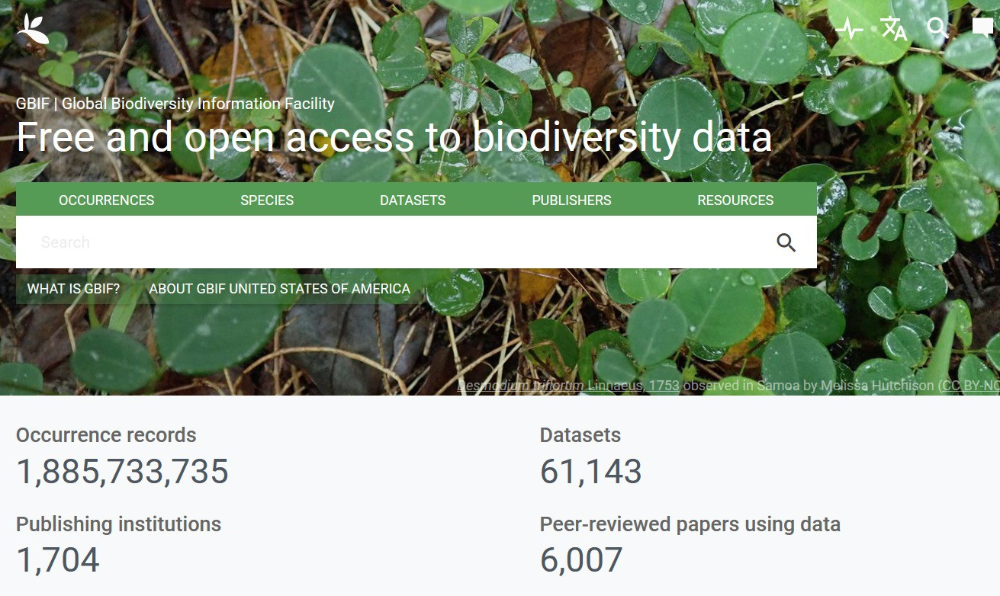 GBIF | Global Biodiversity Information Facility
Free and open access to biodiversity data
OCCURRENCES SPECIES DATASETS PUBLISHERS RESOURCES
Search
WHAT IS GBIF? ABOUT GBIF UNITED STATES OF AMERICA
Desmodium triflorum Linnaeus, 1753 observed in Samoa by Melissa Hutchison (CC BY-NC
Occurrence records
1,885,733,735
Datasets
61,143
Publishing institutions
1,704
Peer-reviewed papers using data
6,007